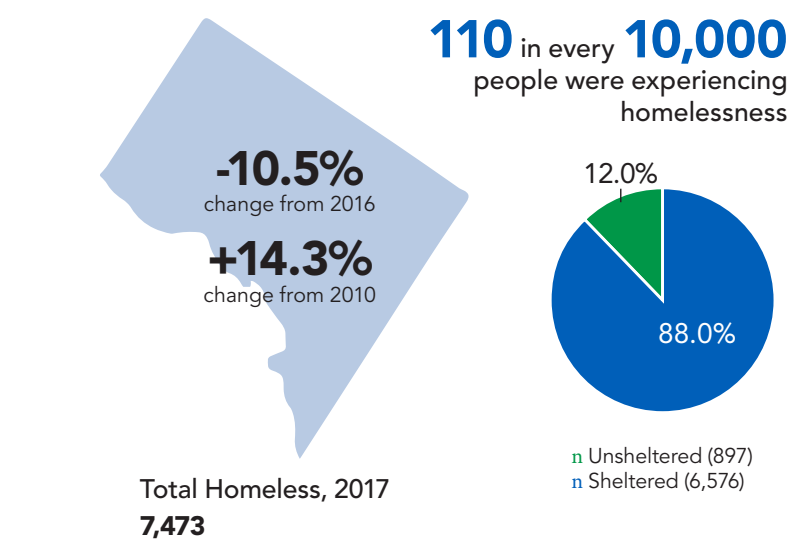 110 in every 10,000
people were experiencing
homelessness
-10.5%
change from 2016
+14.3%
change from 2010
12.0%
88.0%
n Unsheltered (897)
n Sheltered (6,576)
Total Homeless, 2017
7,473